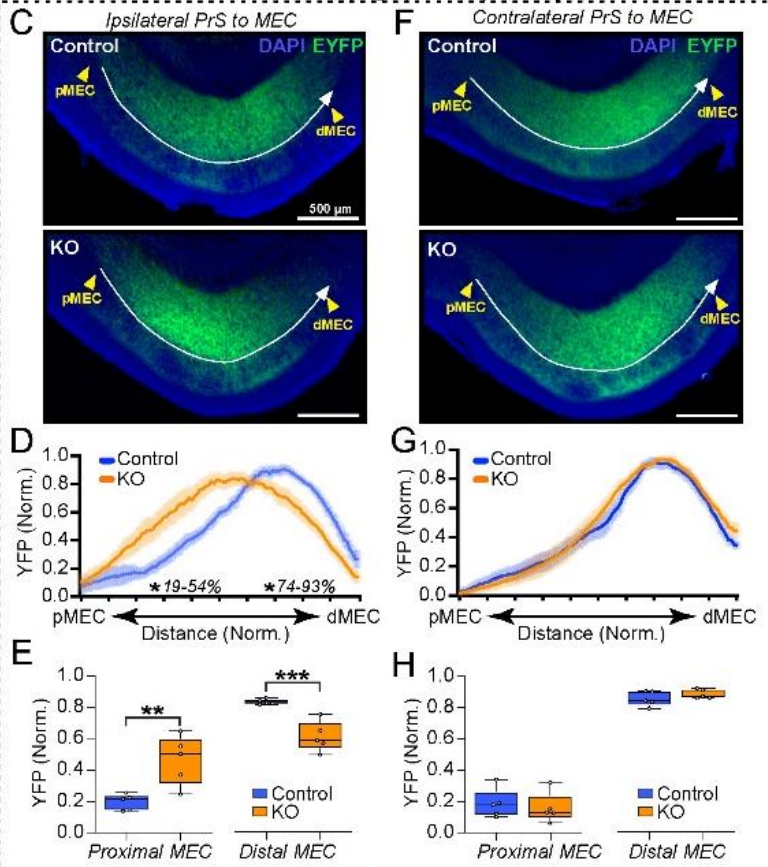 C
Ipsilateral PrS to MEC
Control DAPI EYFP
pMEC
dMEC
500 µm
KO
pMEC
dMEC
F
Contralateral PrS to MEC
Control DAPI EYFP
pMEC
dMEC
KO
pMEC
dMEC
D
YFP (Norm.)
1.0
0.8
0.6
0.4
0.2
0.0
Control
KO
*19-54% *74-93%
pMEC dMEC
Distance (Norm.)
G
YFP (Norm.)
1.0
0.8
0.6
0.4
0.2
0.0
Control
KO
pMEC dMEC
Distance (Norm.)
E
YFP (Norm.)
1.0
0.8
0.6
0.4
0.2
0.0
**
***
Control
KO
Proximal MEC Distal MEC
H
YFP (Norm.)
1.0
0.8
0.6
0.4
0.2
0.0
Control
KO
Proximal MEC Distal MEC